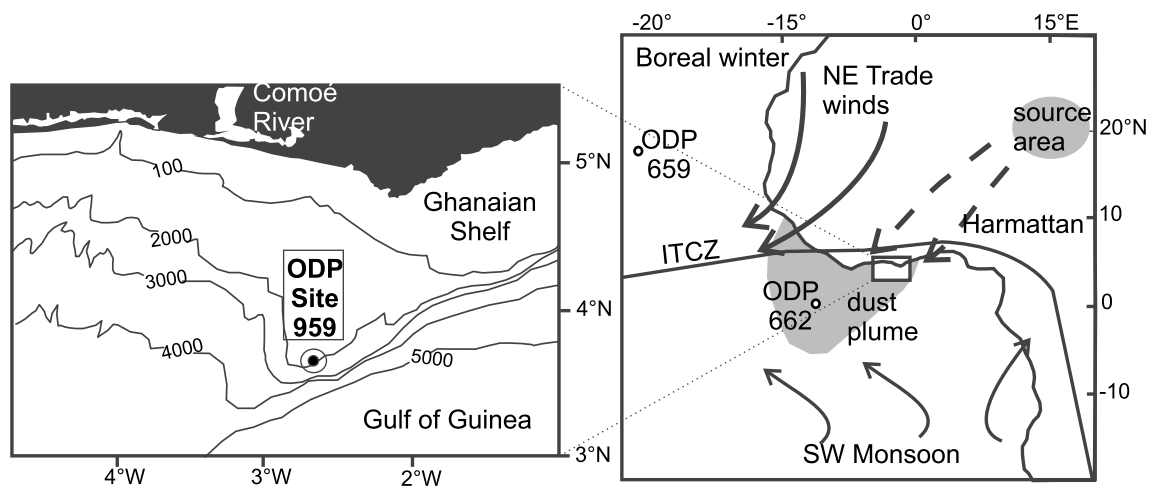 Comoé
River
100
2000
3000
4000
5000
Ghanaian
Shelf
ODP
Site
959
Gulf of Guinea
5°N
4°N
3°N
4°W
3°W
2°W
-20°
-15°
0°
15°E
Boreal winter
NE Trade
winds
source
area
ODP
659
Harmattan
ITCZ
ODP
662
dust
plume
SW Monsoon
20°N
10
0
-10